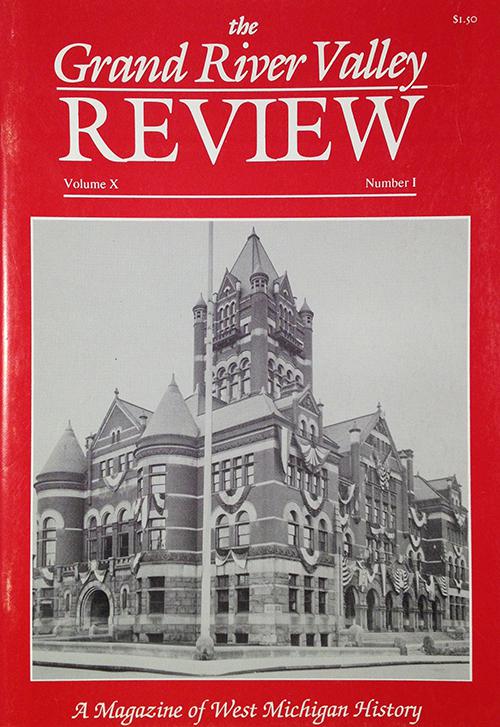 $1.50
the
Grand River Valley
REVIEW
Volume X Number I
A Magazine of West Michigan History